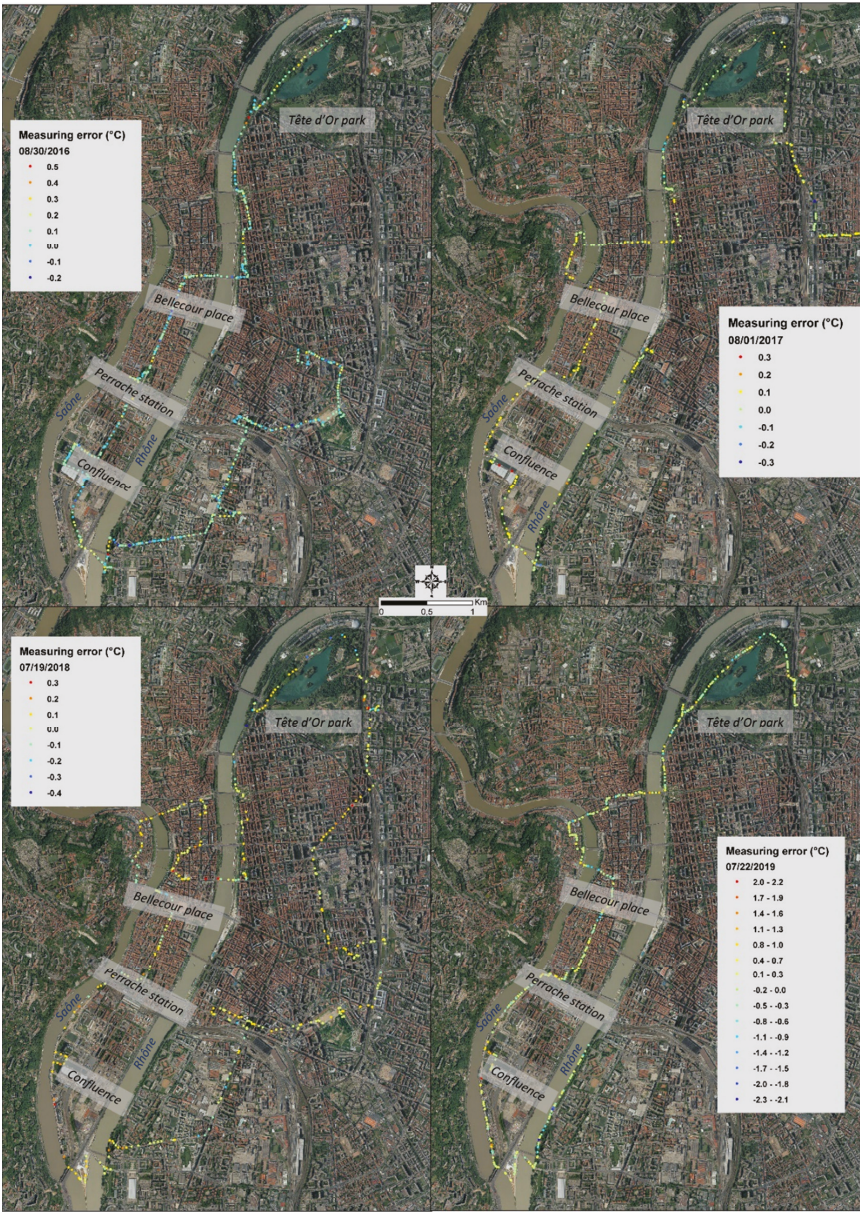 Tête d'Or park
Measuring error (°C)
08/30/2016
0.5
0.4
0.3
0.2
0.1
0.0
-0.1
-0.2
Bellecour place
Perrache station
Saône
Rhône
Confluence
Tête d'Or park
Bellecour place
Measuring error (°C)
08/01/2017
0.3
0.2
0.1
0.0
-0.1
-0.2
-0.3
Perrache station
Saône
Confluence
Rhône
Km
0 0,5 1
Measuring error (°C)
07/19/2018
0.3
0.2
0.1
0.0
-0.1
-0.2
-0.3
-0.4
Tête d'Or park
Bellecour place
Perrache station
Saône
Rhône
Confluence
Tête d'Or park
Measuring error (°C)
07/22/2019
2.0 - 2.2
1.7 - 1.9
1.4 - 1.6
1.1 - 1.3
0.8 - 1.0
0.4 - 0.7
0.1 - 0.3
-0.2 - 0.0
-0.5 - -0.3
-0.8 - -0.6
-1.1 - -0.9
-1.4 - -1.2
-1.7 - -1.5
-2.0 - -1.8
-2.3 - -2.1
Bellecour place
Perrache station
Saône
Rhône
Confluence